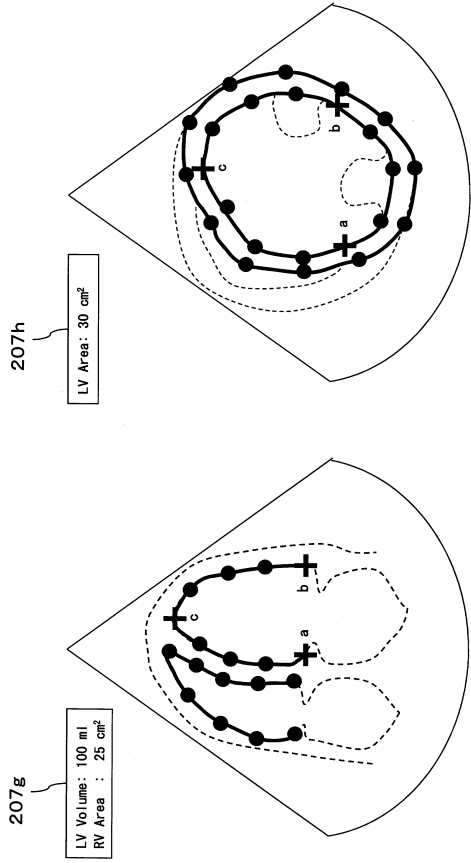 207g
LV Volume: 100 ml
RV Area : 25 cm²
c
a
b
207h
LV Area: 30 cm²
c
a
b